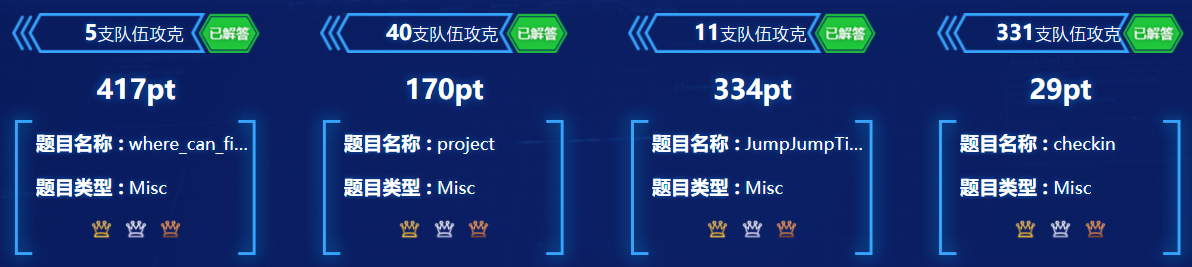 5支队伍攻克 已解答
417pt
题目名称 : where_can_fi...
题目类型 : Misc
40支队伍攻克 已解答
170pt
题目名称 : project
题目类型 : Misc
11支队伍攻克 已解答
334pt
题目名称 : JumpJumpTi...
题目类型 : Misc
331支队伍攻克 已解答
29pt
题目名称 : checkin
题目类型 : Misc